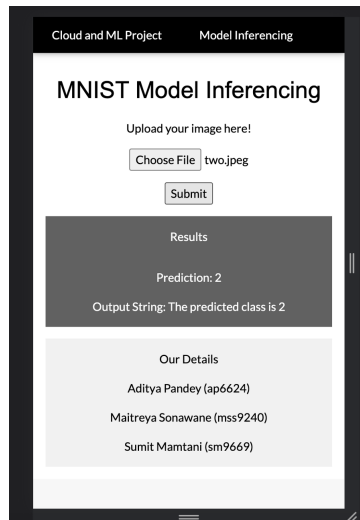 Cloud and ML Project Model Inferencing
MNIST Model Inferencing
Upload your image here!
Choose File two.jpeg
Submit
Results
Prediction: 2
Output String: The predicted class is 2
Our Details
Aditya Pandey (ap6624)
Maitreya Sonawane (mss9240)
Sumit Mamtani (sm9669)